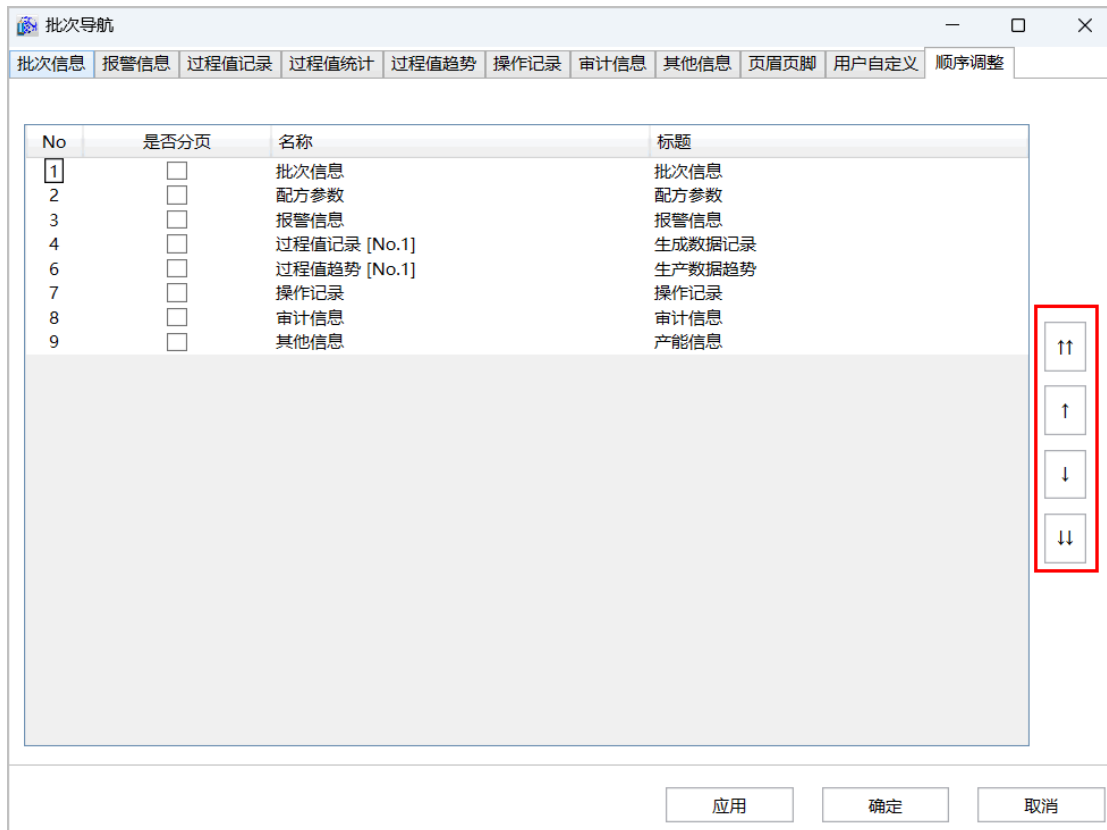 批次导航
批次信息 报警信息 过程值记录 过程值统计 过程值趋势 操作记录 审计信息 其他信息 页眉页脚 用户自定义 顺序调整
No 是否分页 名称 标题
1 批次信息 批次信息
2 配方参数 配方参数
3 报警信息 报警信息
4 过程值记录 [No.1] 生成数据记录
6 过程值趋势 [No.1] 生产数据趋势
7 操作记录 操作记录
8 审计信息 审计信息
9 其他信息 产能信息
↑↑
↑
↓
↓↓
应用 确定 取消